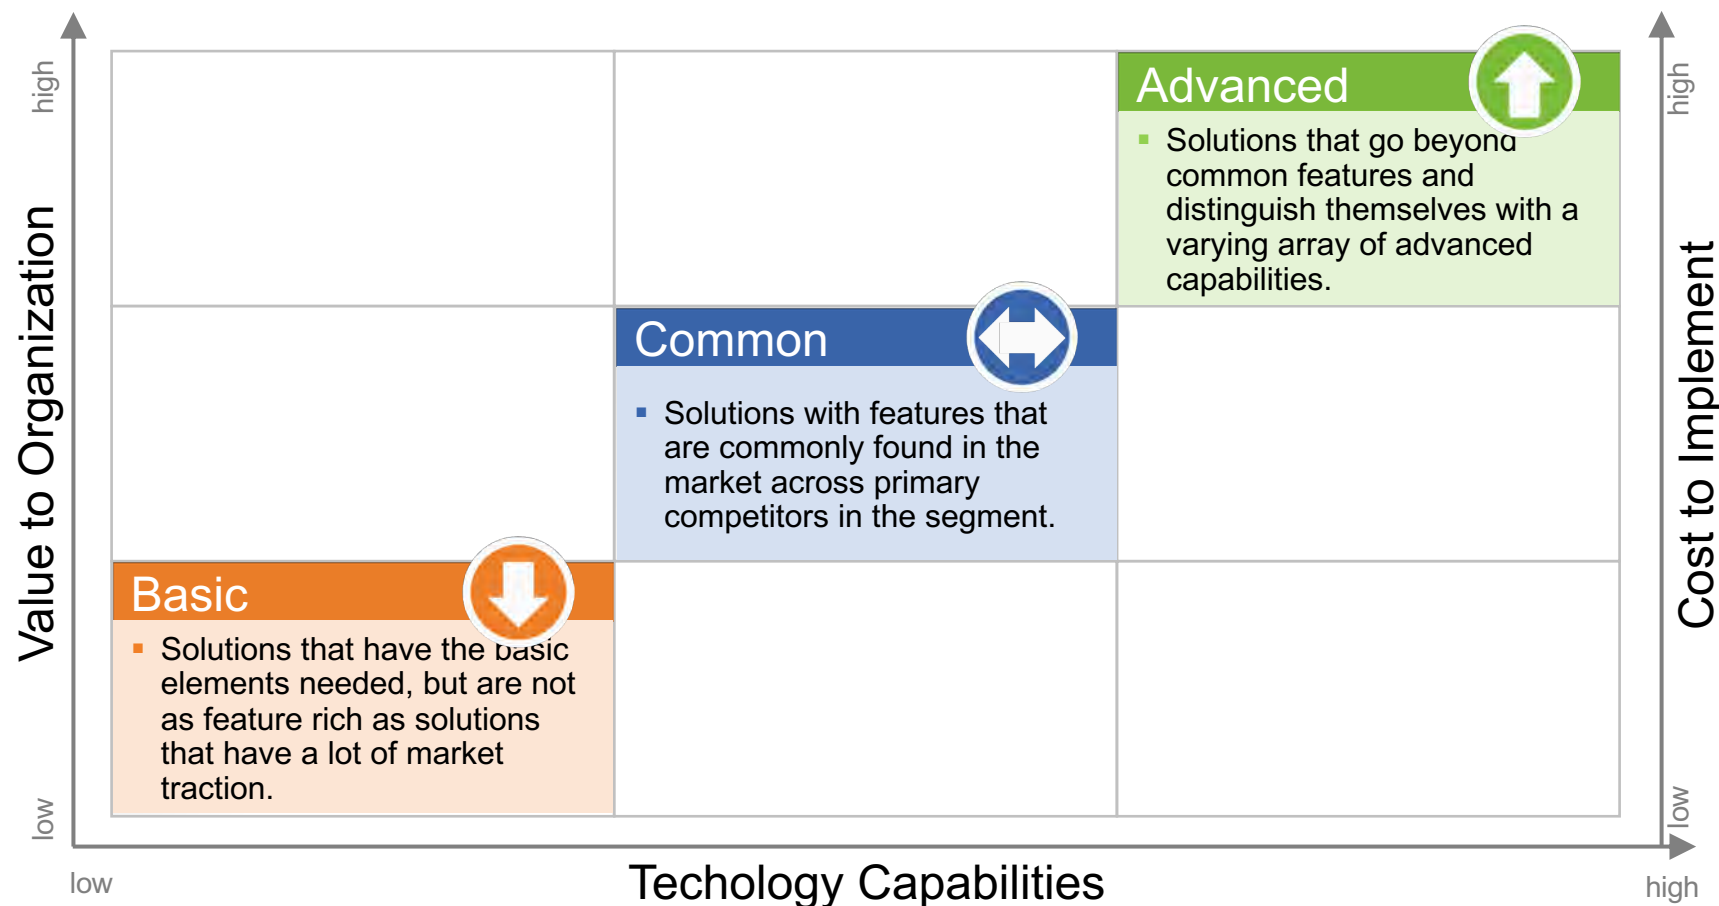 high
Value to Organization
low
Advanced
▪ Solutions that go beyond
common features and
distinguish themselves with a
varying array of advanced
capabilities.
Common
▪ Solutions with features that
are commonly found in the
market across primary
competitors in the segment.
Basic
▪ Solutions that have the basic
elements needed, but are not
as feature rich as solutions
that have a lot of market
traction.
high
Cost to Implement
low
low
Techology Capabilities
high